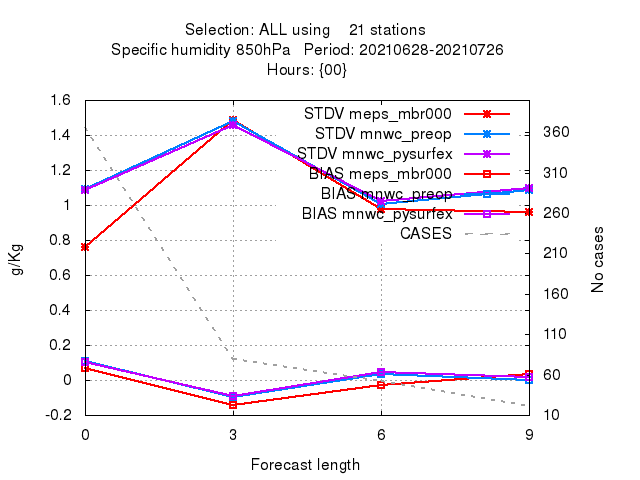 Selection: ALL using 21 stations
Specific humidity 850hPa Period: 20210628-20210726
Hours: {00}
STDV meps_mbr000
STDV mnwc_preop
STDV mnwc_pysurfex
BIAS meps_mbr000
BIAS mnwc_preop
BIAS mnwc_pysurfex
CASES
g/Kg
1.6
1.4
1.2
1
0.8
0.6
0.4
0.2
0
-0.2
360
310
260
210
160
110
60
10
No cases
0 3 6 9
Forecast length